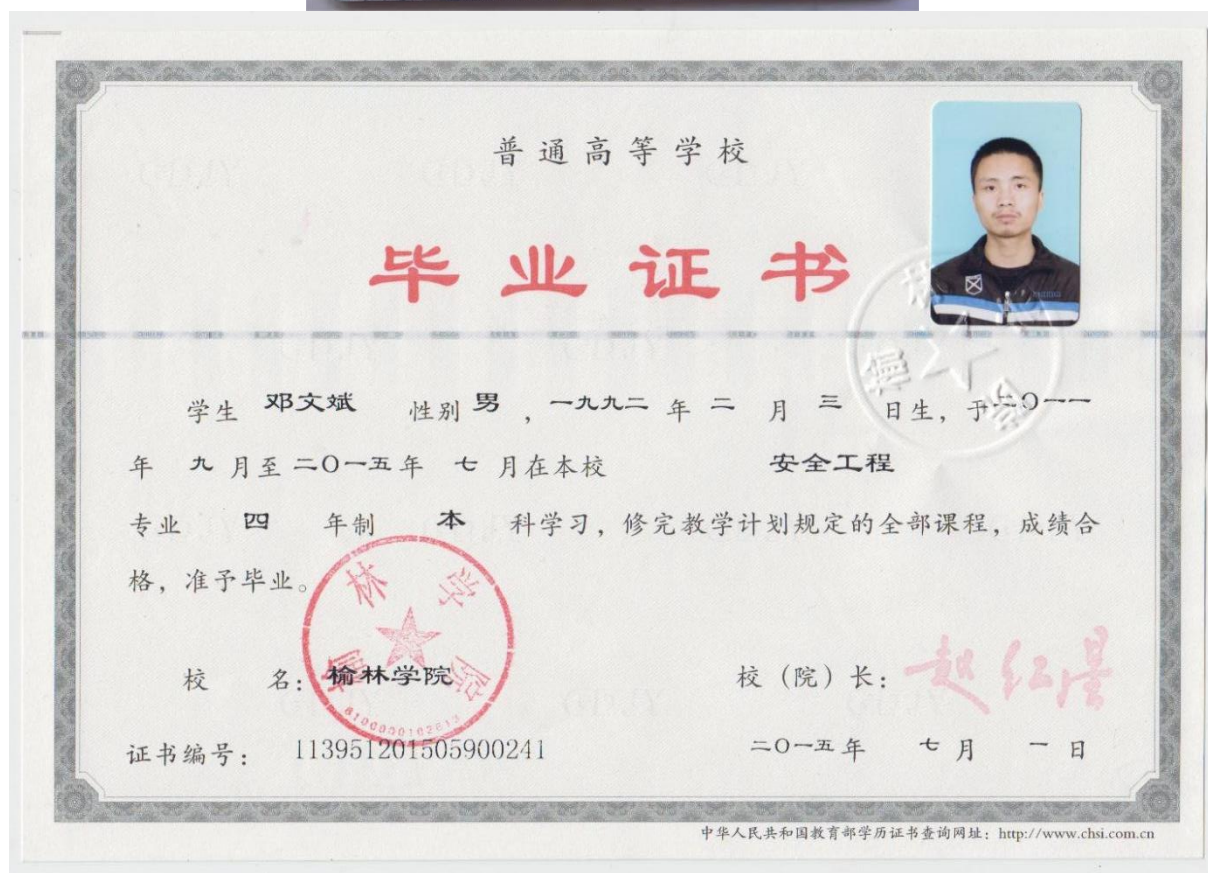 普通高等学校
毕业证书
学生 邓文斌 性别 男 , 一九九二 年 二 月 三 日生, 于二〇一一
年 九 月至 二〇一五 年 七 月在本校 安全工程
专业 四 年制 本 科学习, 修完教学计划规定的全部课程, 成绩合
格, 准予毕业。
榆林学院
校 名: 榆林学院 校（院）长:
证书编号: 113951201505900241 二〇一五 年 七 月 一 日
中华人民共和国教育部学历证书查询网址: http://www.chsi.com.cn